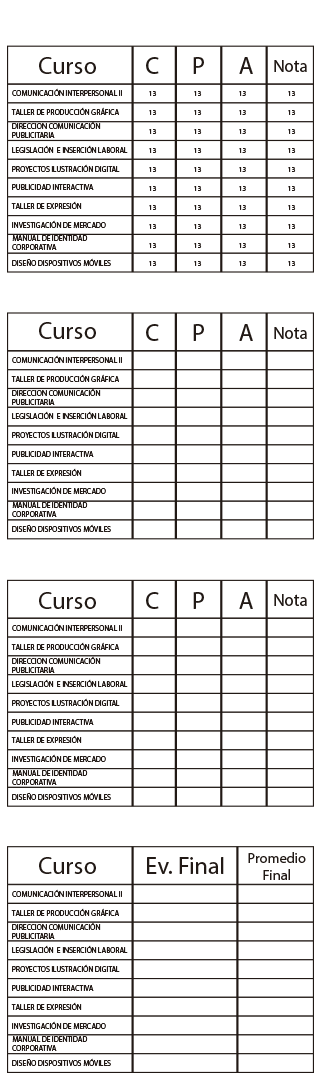 Curso C P A Nota
COMUNICACIÓN INTERPERSONAL II 13 13 13 13
TALLER DE PRODUCCIÓN GRÁFICA 13 13 13 13
DIRECCION COMUNICACIÓN
PUBLICITARIA 13 13 13 13
LEGISLACIÓN E INSERCIÓN LABORAL 13 13 13 13
PROYECTOS ILUSTRACIÓN DIGITAL 13 13 13 13
PUBLICIDAD INTERACTIVA 13 13 13 13
TALLER DE EXPRESIÓN 13 13 13 13
INVESTIGACIÓN DE MERCADO 13 13 13 13
MANUAL DE IDENTIDAD
CORPORATIVA 13 13 13 13
DISEÑO DISPOSITIVOS MÓVILES 13 13 13 13
Curso C P A Nota
COMUNICACIÓN INTERPERSONAL II
TALLER DE PRODUCCIÓN GRÁFICA
DIRECCION COMUNICACIÓN
PUBLICITARIA
LEGISLACIÓN E INSERCIÓN LABORAL
PROYECTOS ILUSTRACIÓN DIGITAL
PUBLICIDAD INTERACTIVA
TALLER DE EXPRESIÓN
INVESTIGACIÓN DE MERCADO
MANUAL DE IDENTIDAD
CORPORATIVA
DISEÑO DISPOSITIVOS MÓVILES
Curso C P A Nota
COMUNICACIÓN INTERPERSONAL II
TALLER DE PRODUCCIÓN GRÁFICA
DIRECCION COMUNICACIÓN
PUBLICITARIA
LEGISLACIÓN E INSERCIÓN LABORAL
PROYECTOS ILUSTRACIÓN DIGITAL
PUBLICIDAD INTERACTIVA
TALLER DE EXPRESIÓN
INVESTIGACIÓN DE MERCADO
MANUAL DE IDENTIDAD
CORPORATIVA
DISEÑO DISPOSITIVOS MÓVILES
Curso Ev. Final Promedio
Final
COMUNICACIÓN INTERPERSONAL II
TALLER DE PRODUCCIÓN GRÁFICA
DIRECCION COMUNICACIÓN
PUBLICITARIA
LEGISLACIÓN E INSERCIÓN LABORAL
PROYECTOS ILUSTRACIÓN DIGITAL
PUBLICIDAD INTERACTIVA
TALLER DE EXPRESIÓN
INVESTIGACIÓN DE MERCADO
MANUAL DE IDENTIDAD
CORPORATIVA
DISEÑO DISPOSITIVOS MÓVILES